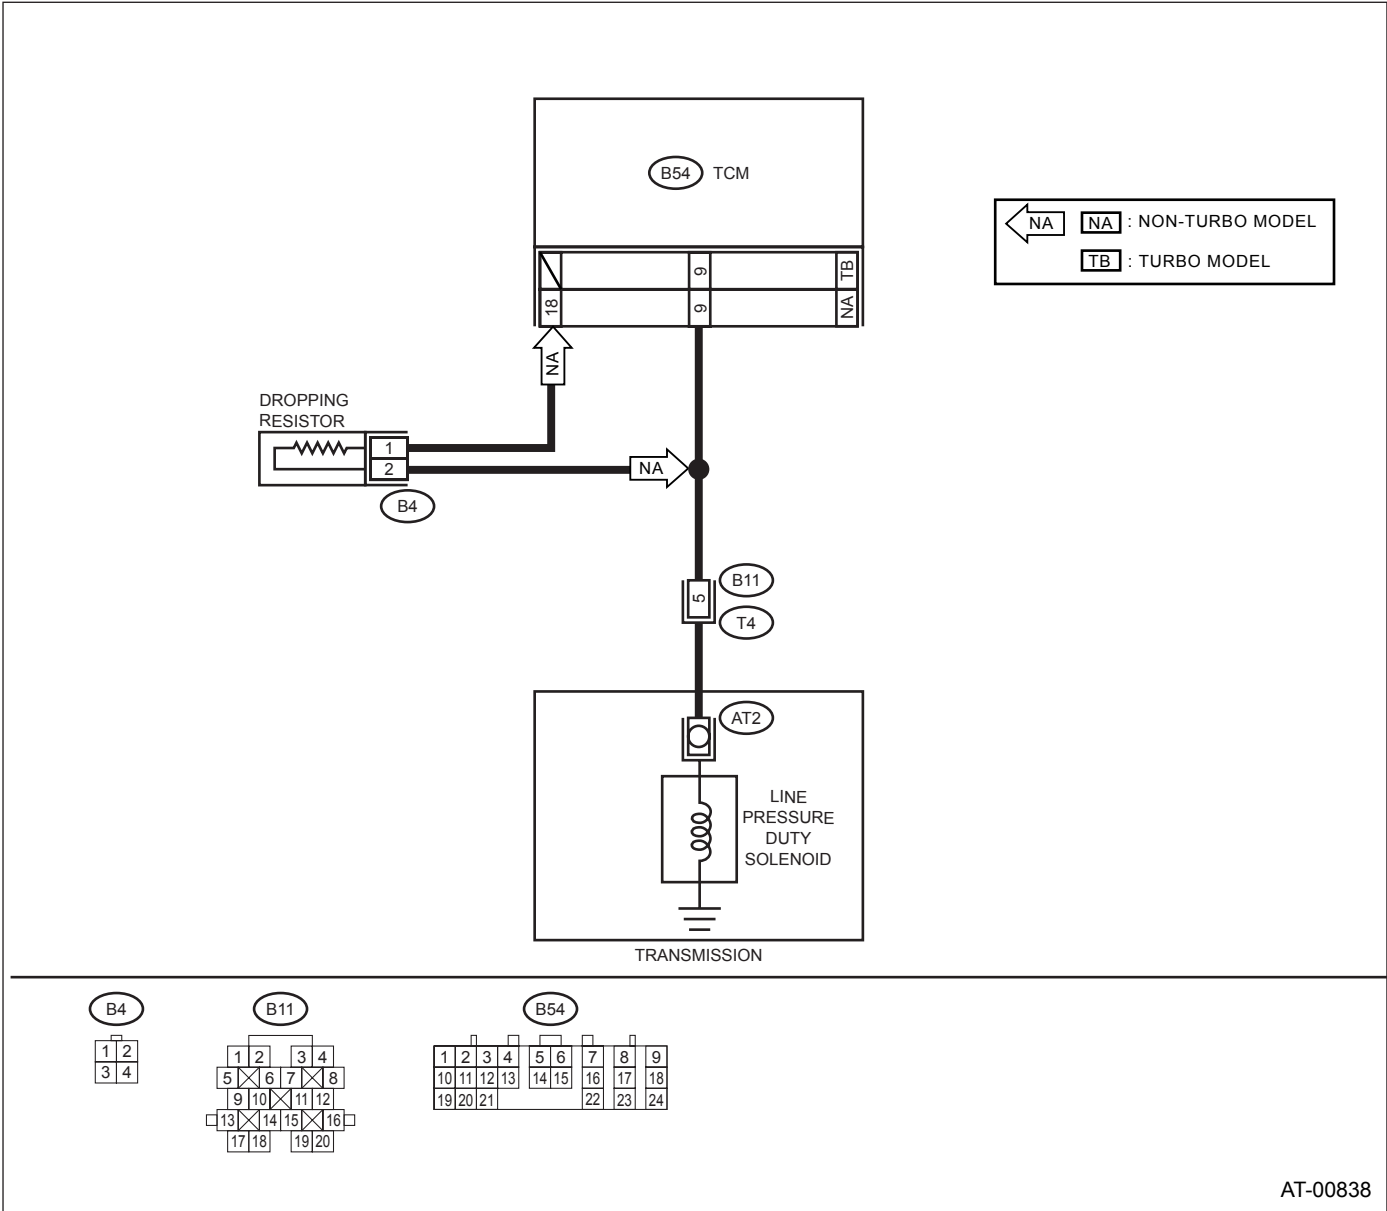 B54 TCM
NA NA : NON-TURBO MODEL
TB : TURBO MODEL
9 TB
18 9 NA
NA
DROPPING
RESISTOR
1
2
NA
B4
B11
5
T4
AT2
LINE
PRESSURE
DUTY
SOLENOID
TRANSMISSION
B4 B11 B54
1 2
3 4
1 2 3 4
5 6 7 8
9 10 11 12
13 14 15 16
17 18 19 20
1 2 3 4 5 6 7 8 9
10 11 12 13 14 15 16 17 18
19 20 21 22 23 24
AT-00838